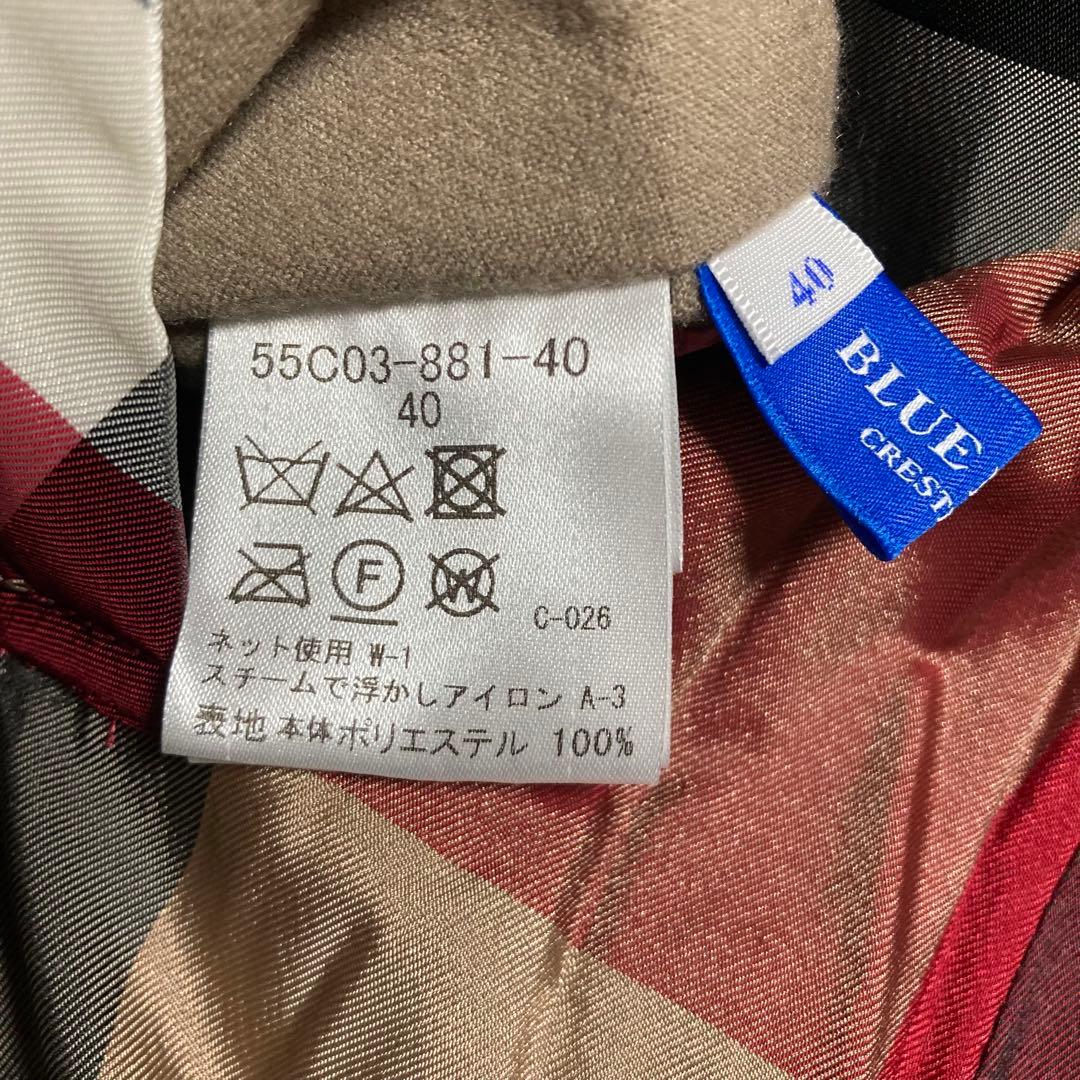 55C03-881-40
40
F
W
C-026
ネット使用 W-1
スチームで浮かしアイロン A-3
表地 本体ポリエステル 100%
40
BLUE
CREST